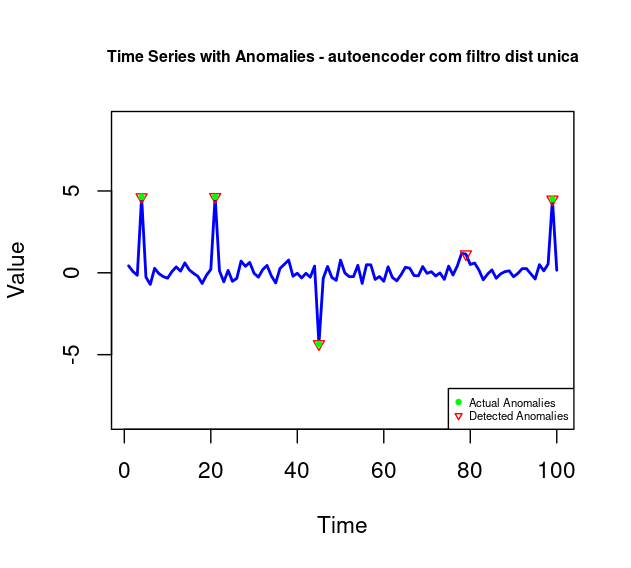 Time Series with Anomalies - autoencoder com filtro dist unica
Value
5
0
-5
Actual Anomalies
Detected Anomalies
0 20 40 60 80 100
Time